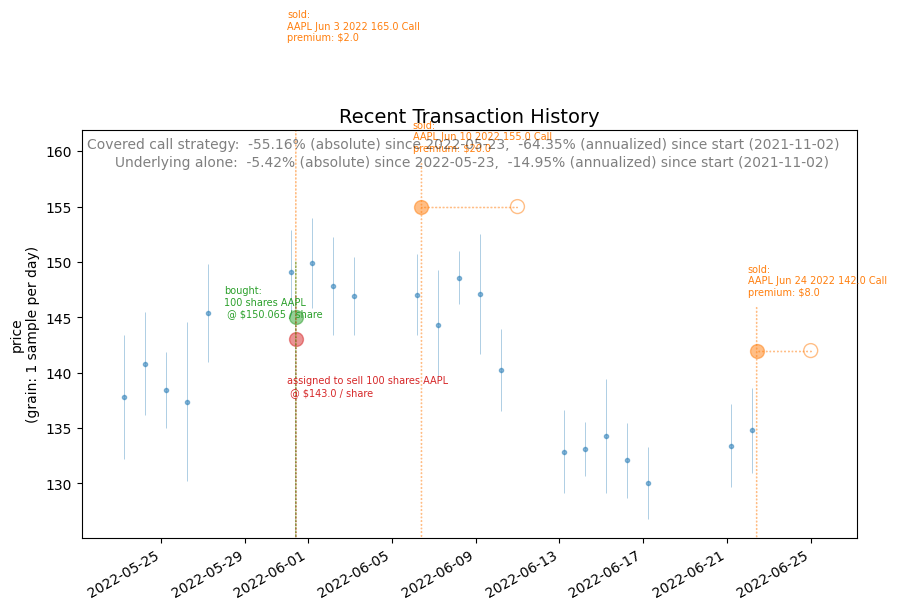 sold:
AAPL Jun 3 2022 165.0 Call
premium: $2.0
Recent Transaction History
sold:
AAPL Jun 10 2022 155.0 Call
premium: $20.0
Covered call strategy:  -55.16% (absolute) since 2022-05-23,  -64.35% (annualized) since start (2021-11-02)
Underlying alone:  -5.42% (absolute) since 2022-05-23,  -14.95% (annualized) since start (2021-11-02)
160
155
150
145
140
135
130
price
(grain: 1 sample per day)
sold:
AAPL Jun 24 2022 142.0 Call
premium: $8.0
bought:
100 shares AAPL
@ $150.065 / share
assigned to sell 100 shares AAPL
@ $143.0 / share
2022-05-25
2022-05-29
2022-06-01
2022-06-05
2022-06-09
2022-06-13
2022-06-17
2022-06-21
2022-06-25